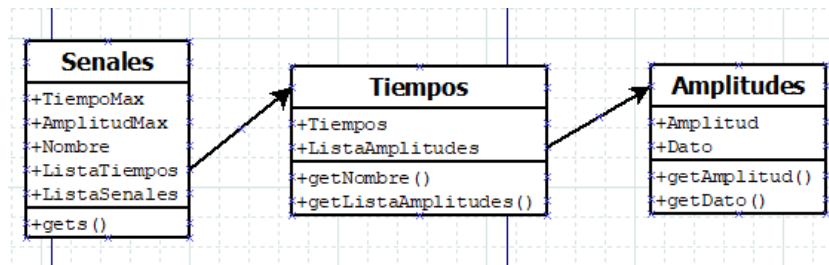 Senales
+TiempoMax
+AmplitudMax
+Nombre
+ListaTiempos
+ListaSenales
+gets()
Tiempos
+Tiempos
+ListaAmplitudes
+getNombre()
+getListaAmplitudes()
Amplitudes
+Amplitud
+Dato
+getAmplitud()
+getDato()